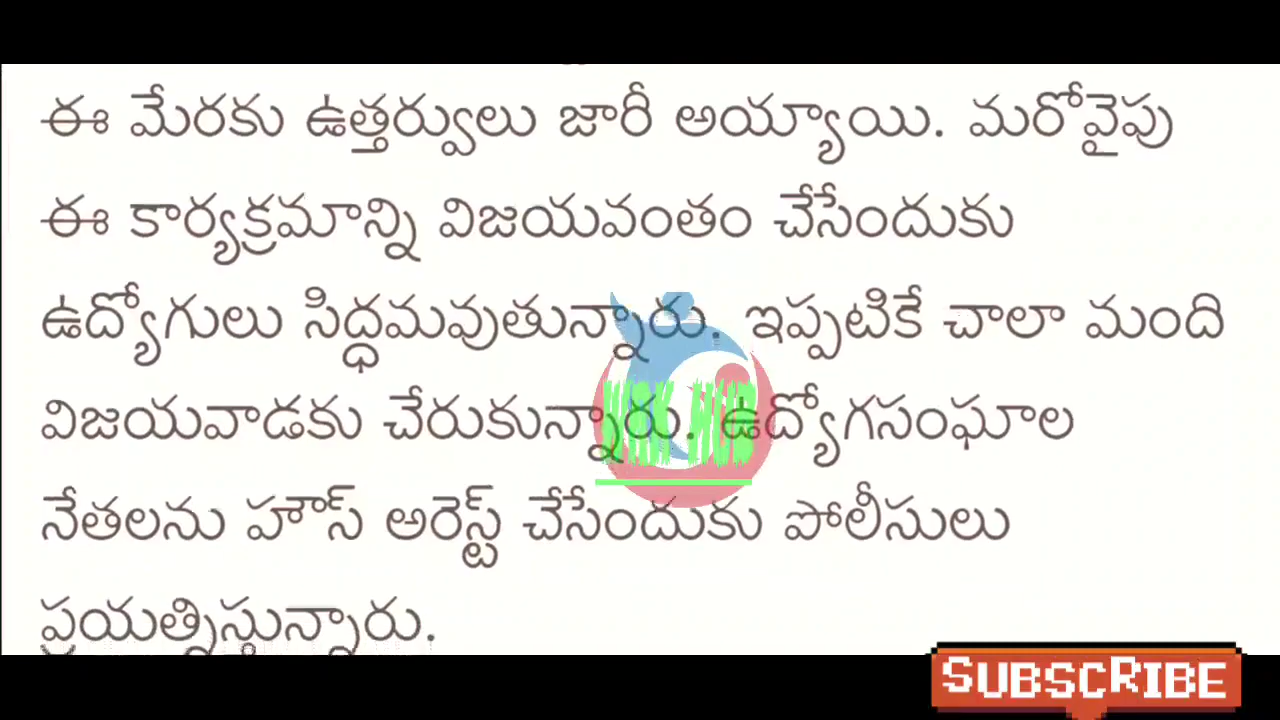 ఈ మేరకు ఉత్తర్వులు జారీ అయ్యాయి. మరోవైపు
ఈ కార్యక్రమాన్ని విజయవంతం చేసేందుకు
ఉద్యోగులు సిద్ధమవుతున్నారు. ఇప్పటికే చాలా మంది
విజయవాడకు చేరుకున్నారు. ఉద్యోగసంఘాల
నేతలను హౌస్ అరెస్ట్ చేసేందుకు పోలీసులు
ప్రయత్నిస్తున్నారు.
HUB
SUBSCRIBE